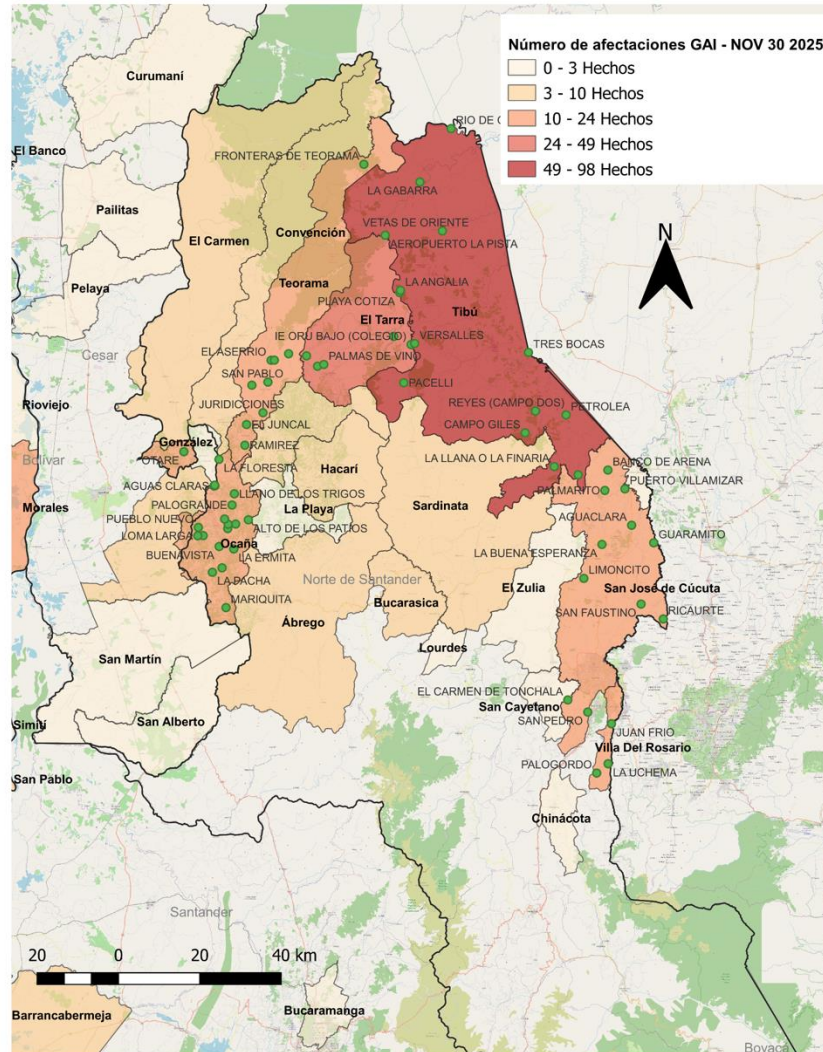 Número de afectaciones GAI - NOV 30 2025
0 - 3 Hechos
3 - 10 Hechos
10 - 24 Hechos
24 - 49 Hechos
49 - 98 Hechos
Curumaní
RIO DE
El Banco
FRONTERAS DE TEORAMA
LA GABARRA
Pailitas
Convención
VETAS DE ORIENTE
El Carmen
AEROPUERTO LA PISTA
N
Pelaya
Teorama
LA ANGALIA
PLAYA COTIZA
Tibú
El Tarra
IE ORU BAJO (COLEGIO)
VERSALLES
Cesar
EL ASERRIO
PALMAS DE VINO
TRES BOCAS
SAN PABLO
PACELLI
Rioviejo
JURIDICCIONES
REYES (CAMPO DOS)
PETROLEA
EL JUNCAL
CAMPO GILES
González
RAMIREZ
Bolívar
OTARE
LA FLORESTA
Hacarí
LA LLANA O LA FINARIA
BANCO DE ARENA
AGUAS CLARAS
LLANO DE LOS TRIGOS
Sardinata
PALMARITO
PUERTO VILLAMIZAR
Morales
PALOGRANDE
La Playa
PUEBLO NUEVO
ALTO DE LOS PATIOS
AGUACLARA
LOMA LARGA
Ocaña
GUARAMITO
BUENAVISTA
LA ERMITA
LA BUENA ESPERANZA
Norte de Santander
LIMONCITO
LA PACHA
El Zulia
San José de Cúcuta
MARIQUITA
Bucarasica
SAN FAUSTINO
RICAURTE
Ábrego
Lourdes
San Martín
EL CARMEN DE TONCHALA
San Cayetano
San Alberto
SAN PEDRO
Simití
JUAN FRIO
Villa Del Rosario
San Pablo
PALOGORDO
LA UCHEMA
Chinácota
Santander
20 0 20 40 km
Barrancabermeja
Bucaramanga
Boyacá